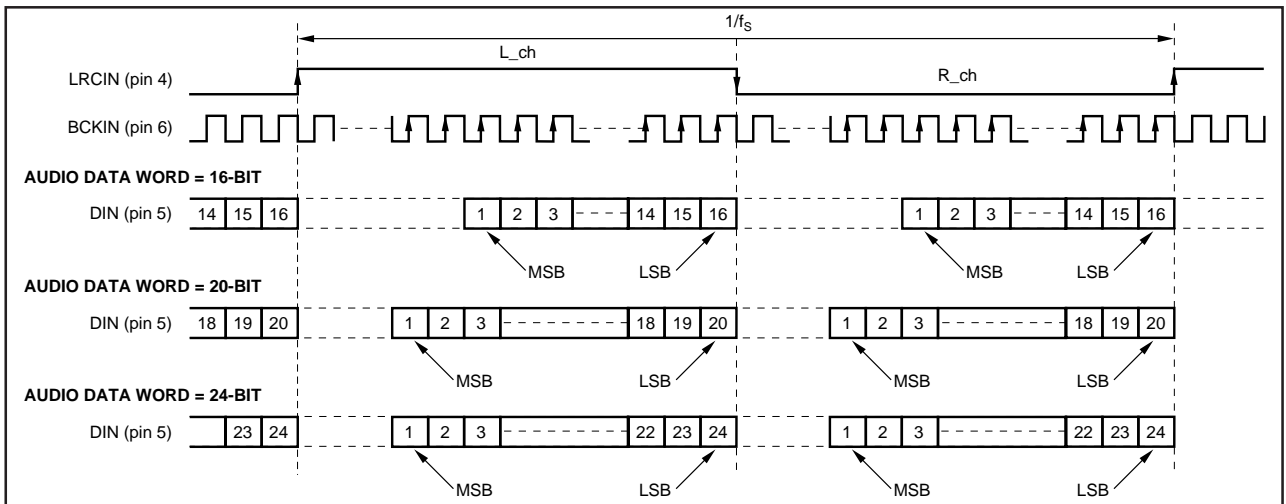 1/fS
L_ch
R_ch
LRCIN (pin 4)
BCKIN (pin 6)
AUDIO DATA WORD = 16-BIT
DIN (pin 5) 14 15 16 1 2 3 14 15 16 1 2 3 14 15 16
MSB LSB MSB LSB
AUDIO DATA WORD = 20-BIT
DIN (pin 5) 18 19 20 1 2 3 18 19 20 1 2 3 18 19 20
MSB LSB MSB LSB
AUDIO DATA WORD = 24-BIT
DIN (pin 5) 23 24 1 2 3 22 23 24 1 2 3 22 23 24
MSB LSB MSB LSB